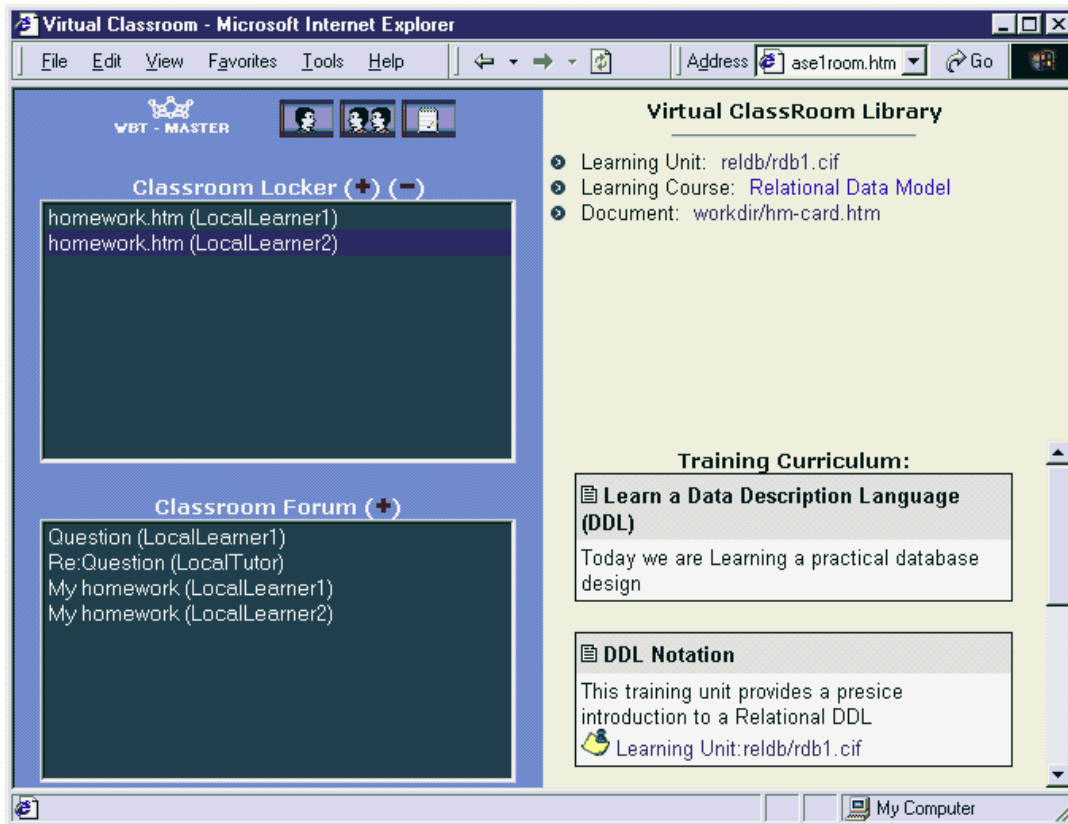 Virtual Classroom - Microsoft Internet Explorer
File Edit View Favorites Tools Help Address ase1room.htm Go
WBT - MASTER
Classroom Locker (+) (-)
homework.htm (LocalLearner1)
homework.htm (LocalLearner2)
Classroom Forum (+)
Question (LocalLearner1)
Re:Question (LocalTutor)
My homework (LocalLearner1)
My homework (LocalLearner2)
Virtual ClassRoom Library
Learning Unit: reldb/rdb1.cif
Learning Course: Relational Data Model
Document: workdir/hm-card.htm
Training Curriculum:
Learn a Data Description Language
(DDL)
Today we are Learning a practical database
design
DDL Notation
This training unit provides a presice
introduction to a Relational DDL
Learning Unit:reldb/rdb1.cif
My Computer